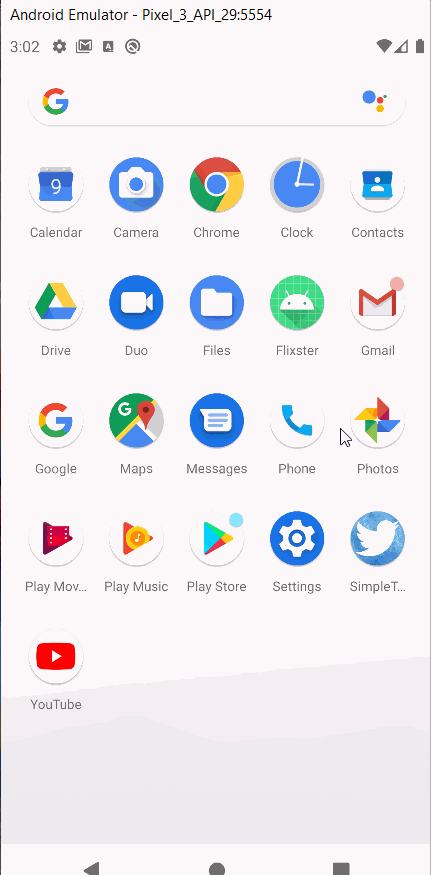 Android Emulator - Pixel_3_API_29:5554
3:02
Calendar Camera Chrome Clock Contacts
Drive Duo Files Flixster Gmail
Google Maps Messages Phone Photos
Play Mov... Play Music Play Store Settings SimpleT...
YouTube